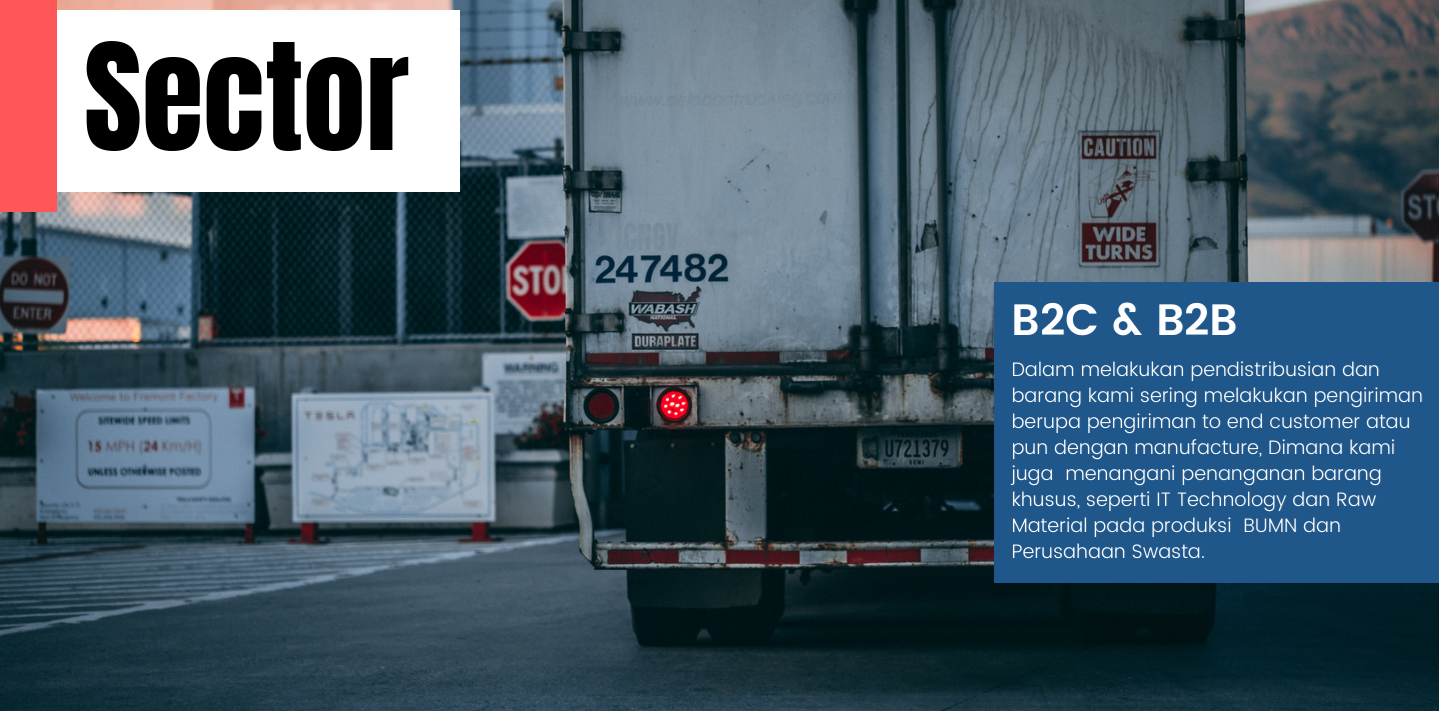 Sector
CAUTION
WIDE
TURNS
STOP
DO NOT
ENTER
247482
WABASH
NATIONAL
DURAPLATE
WARNING
Welcome to Fremont Factory
SITEWIDE SPEED LIMITS
15 MPH (24 Km/H)
UNLESS OTHERWISE POSTED
TESLA
U721379
B2C & B2B
Dalam melakukan pendistribusian dan
barang kami sering melakukan pengiriman
berupa pengiriman to end customer atau
pun dengan manufacture, Dimana kami
juga  menangani penanganan barang
khusus, seperti IT Technology dan Raw
Material pada produksi  BUMN dan
Perusahaan Swasta.